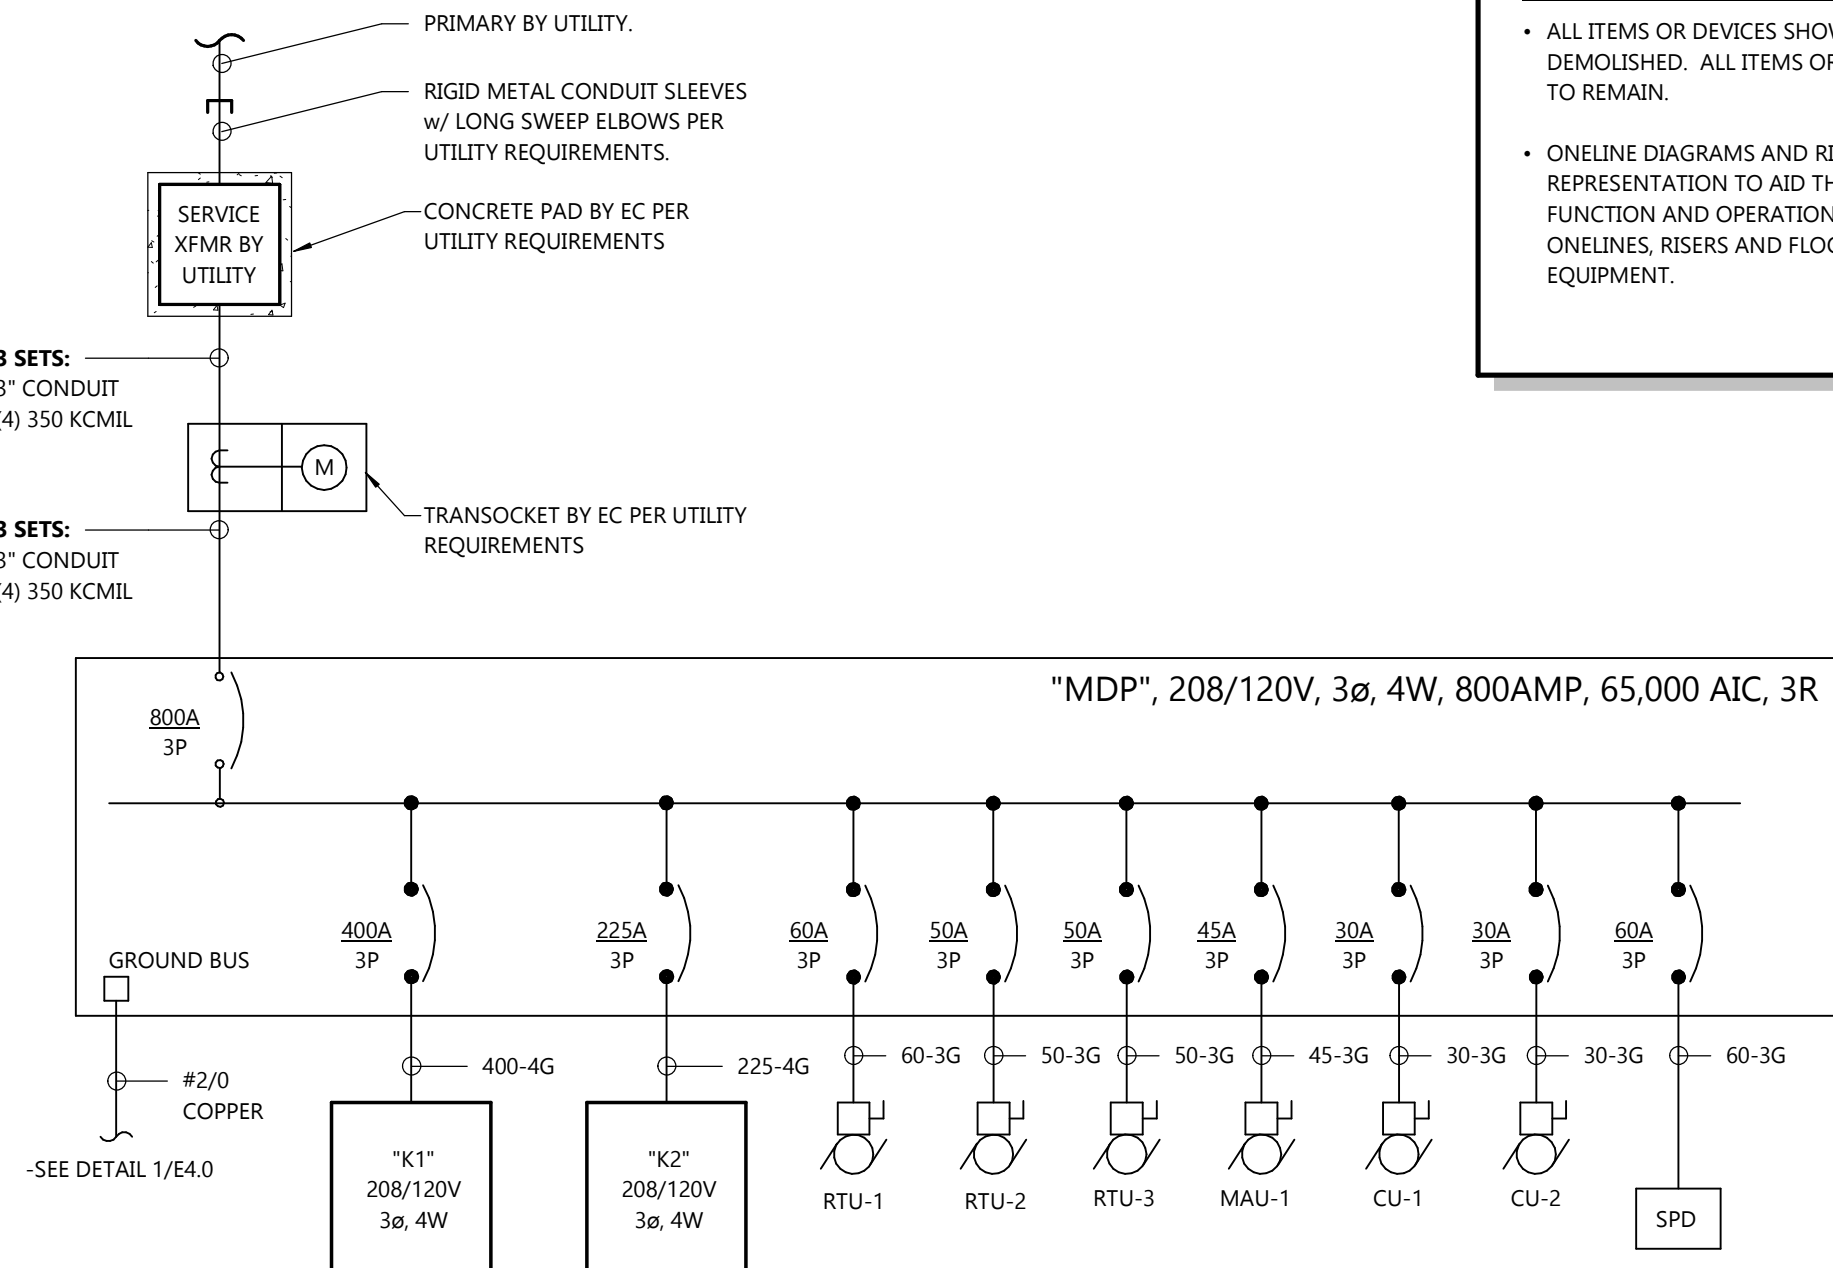 PRIMARY BY UTILITY.
RIGID METAL CONDUIT SLEEVES
w/ LONG SWEEP ELBOWS PER
UTILITY REQUIREMENTS.
SERVICE
XFMR BY
UTILITY
CONCRETE PAD BY EC PER
UTILITY REQUIREMENTS
• ALL ITEMS OR DEVICES
DEMOLISHED. ALL ITEMS OR
TO REMAIN.
• ONELINE DIAGRAMS AND
REPRESENTATION TO AID
FUNCTION AND OPERATION
ONELINES, RISERS AND
EQUIPMENT.
3 SETS:
3" CONDUIT
(4) 350 KCMIL
M
TRANSOCKET BY EC PER UTILITY
REQUIREMENTS
3 SETS:
3" CONDUIT
(4) 350 KCMIL
"MDP", 208/120V, 3ø, 4W, 800AMP, 65,000 AIC, 3R
800A
3P
400A
3P
225A
3P
60A
3P
50A
3P
50A
3P
45A
3P
30A
3P
30A
3P
60A
3P
GROUND BUS
#2/0
COPPER
-SEE DETAIL 1/E4.0
400-4G
225-4G
60-3G
50-3G
50-3G
45-3G
30-3G
30-3G
60-3G
"K1"
208/120V
3ø, 4W
"K2"
208/120V
3ø, 4W
RTU-1
RTU-2
RTU-3
MAU-1
CU-1
CU-2
SPD